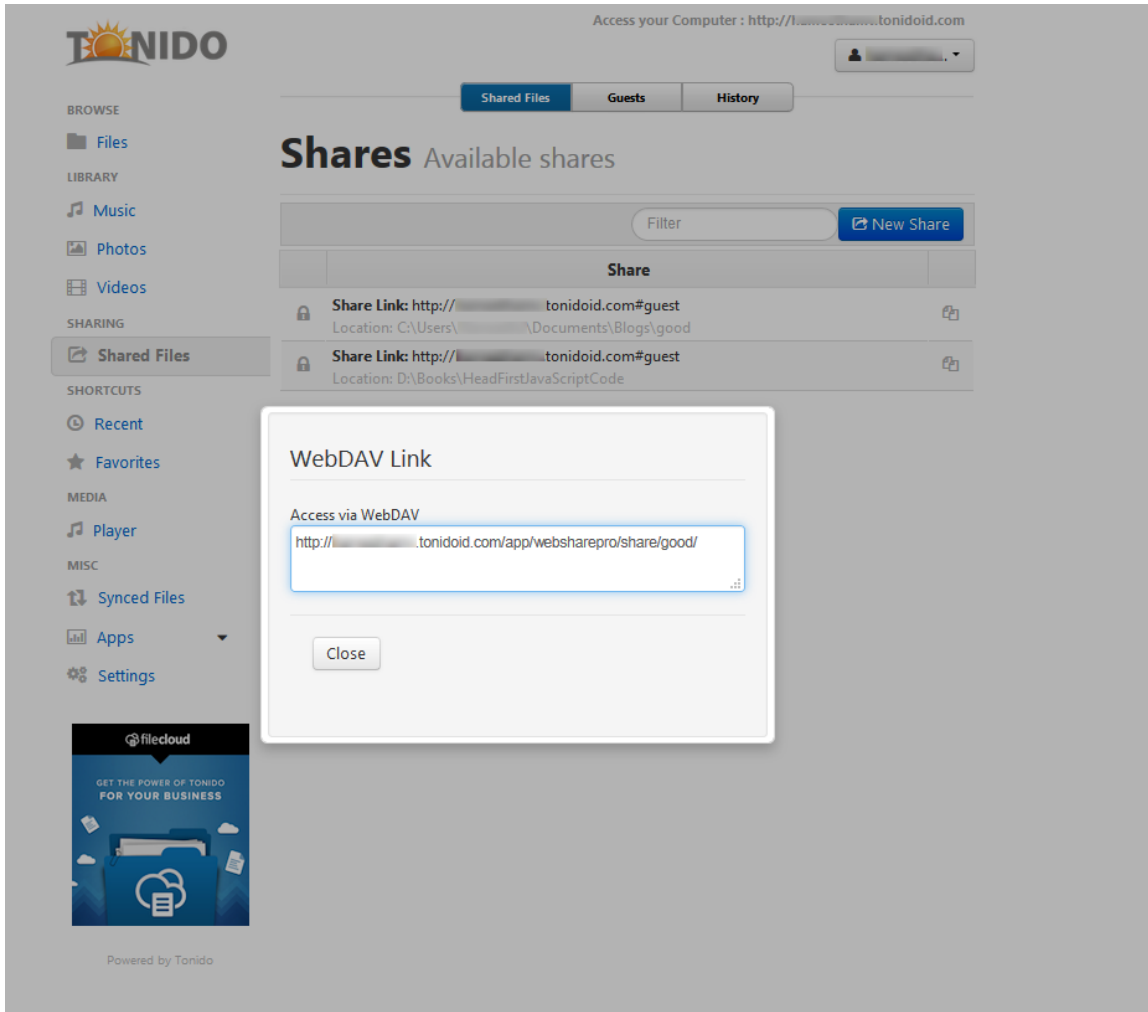 Access your Computer : http:// .tonidoid.com
TONIDO
Shared Files Guests History
BROWSE
Files
Shares Available shares
LIBRARY
Music
Filter New Share
Photos
Share
Videos
Share Link: http:// tonidoid.com#guest
Location: C:\Users\ \Documents\Blogs\good
SHARING
Shared Files
Share Link: http:// tonidoid.com#guest
Location: D:\Books\HeadFirstJavaScriptCode
SHORTCUTS
Recent
Favorites
MEDIA
Player
MISC
Synced Files
Apps
Settings
WebDAV Link
Access via WebDAV
http:// .tonidoid.com/app/websharepro/share/good/
Close
filecloud
GET THE POWER OF TONIDO
FOR YOUR BUSINESS
Powered by Tonido